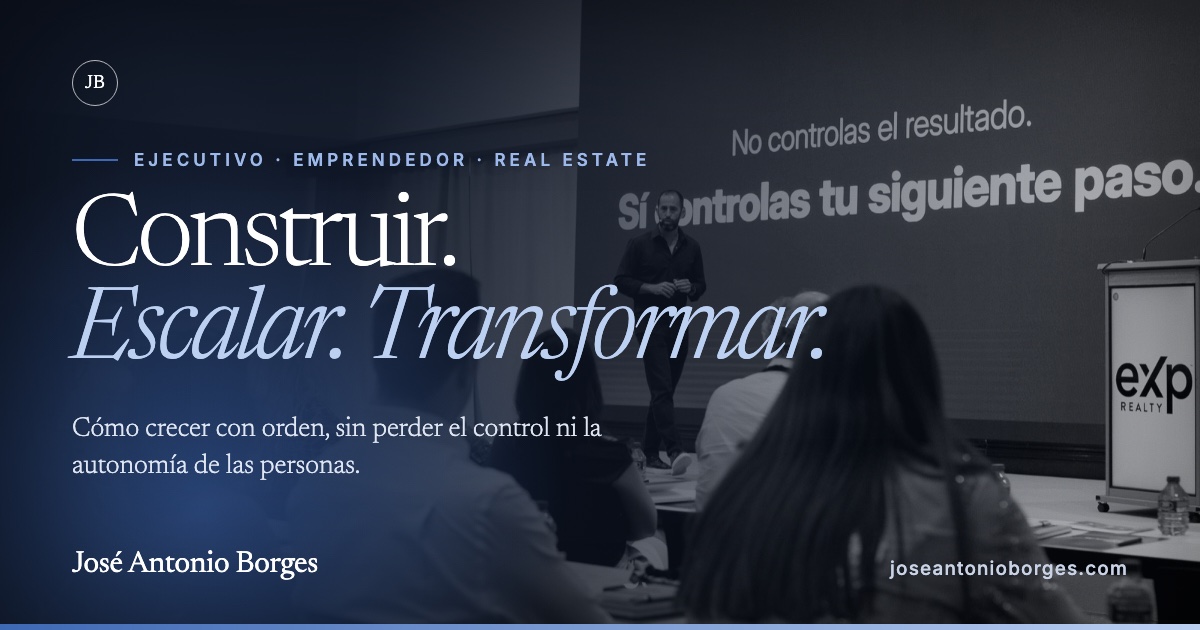 JB
EJECUTIVO · EMPRENDEDOR · REAL ESTATE
Construir.
Escalar. Transformar.
Cómo crecer con orden, sin perder el control ni la
autonomía de las personas.
José Antonio Borges
joseantonioborges.com
No controlas el resultado.
Sí controlas tu siguiente paso.
exp
REALTY